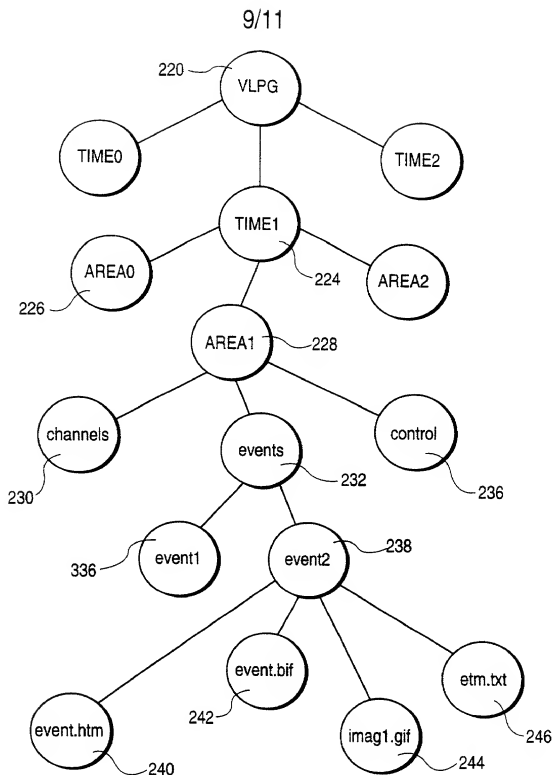 9/11
220
VLPG
TIME0
TIME2
TIME1
224
AREA0
226
AREA2
AREA1
228
channels
230
events
232
control
236
event1
336
event2
238
event.htm
240
event.bif
242
imag1.gif
244
etm.txt
246